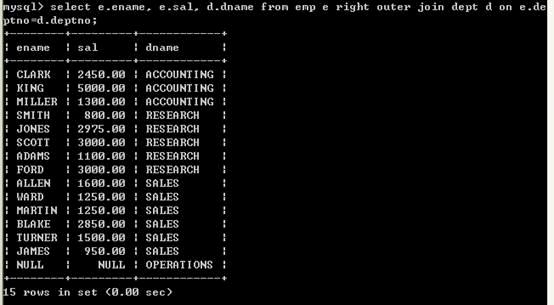 mysql> select e.ename, e.sal, d.dname from emp e right outer join dept d on e.de
ptno=d.deptno;
+--------+---------+------------+
| ename | sal | dname |
+--------+---------+------------+
| CLARK | 2450.00 | ACCOUNTING |
| KING | 5000.00 | ACCOUNTING |
| MILLER | 1300.00 | ACCOUNTING |
| SMITH | 800.00 | RESEARCH |
| JONES | 2975.00 | RESEARCH |
| SCOTT | 3000.00 | RESEARCH |
| ADAMS | 1100.00 | RESEARCH |
| FORD | 3000.00 | RESEARCH |
| ALLEN | 1600.00 | SALES |
| WARD | 1250.00 | SALES |
| MARTIN | 1250.00 | SALES |
| BLAKE | 2850.00 | SALES |
| TURNER | 1500.00 | SALES |
| JAMES | 950.00 | SALES |
| NULL | NULL | OPERATIONS |
+--------+---------+------------+
15 rows in set (0.00 sec)